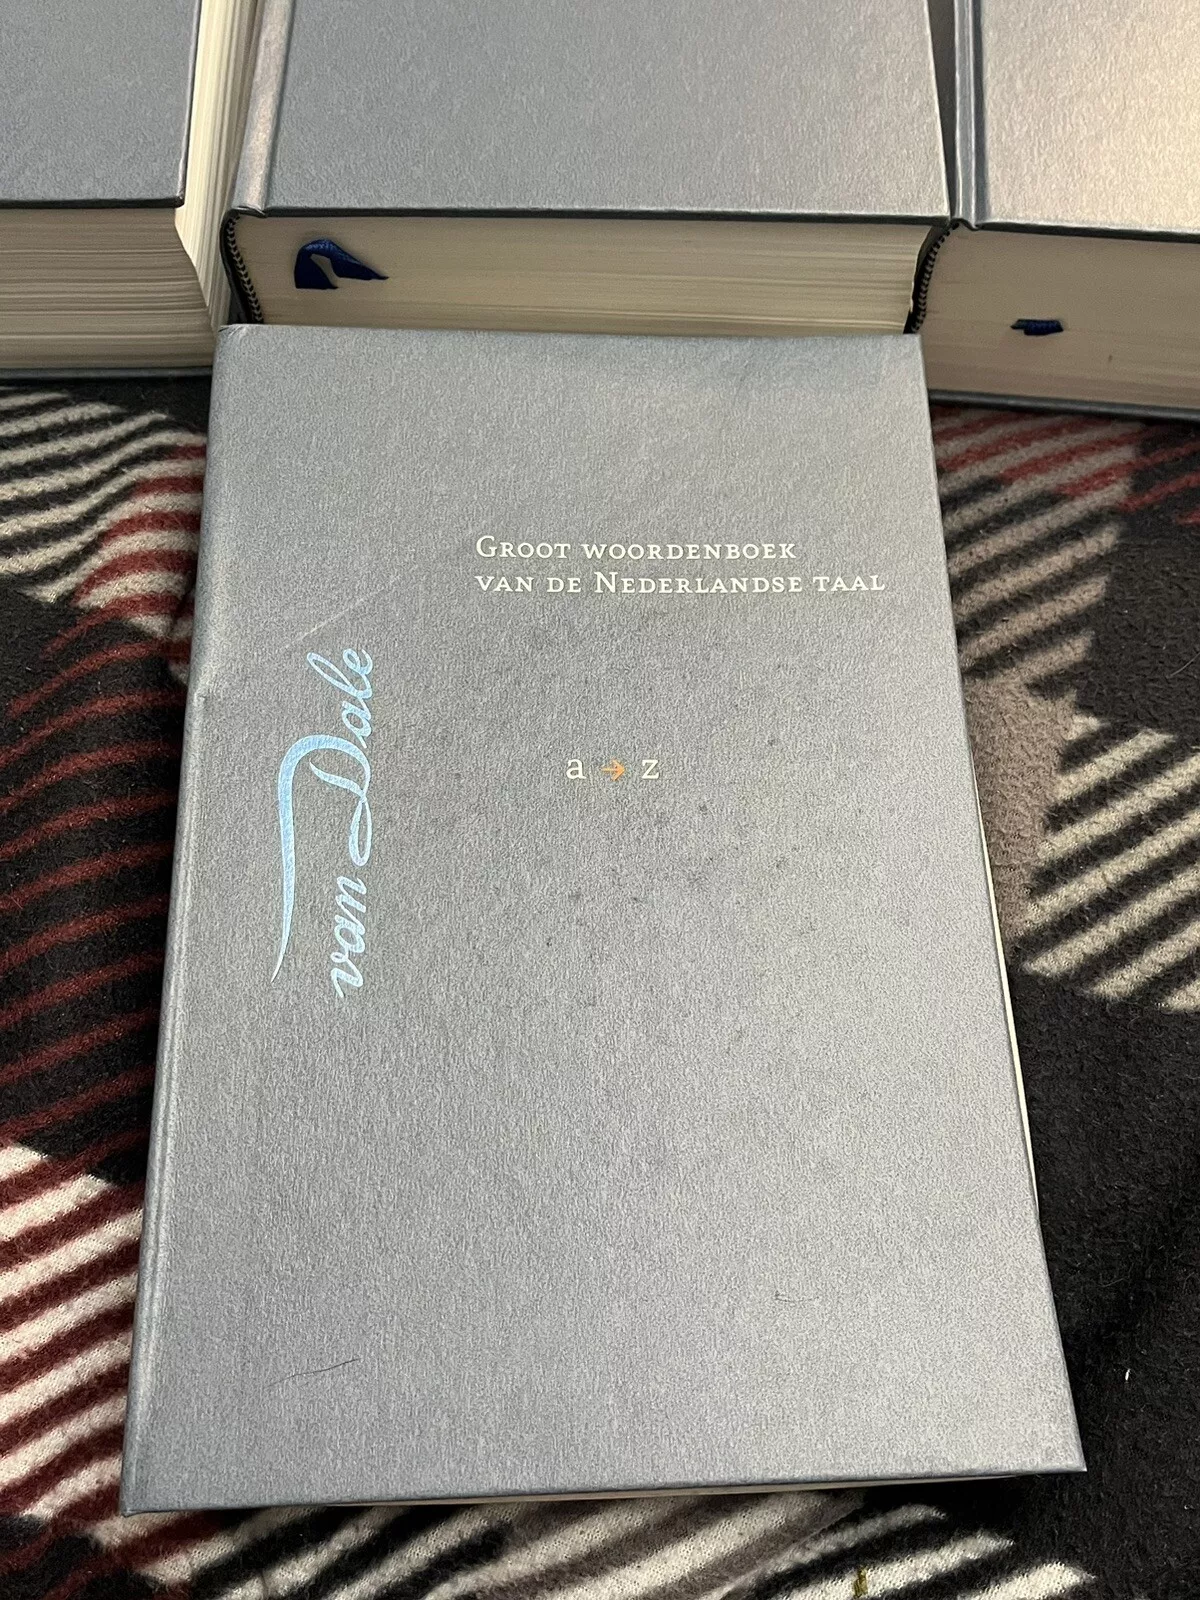 Groot woordenboek
van de Nederlandse taal
van Dale
a → z